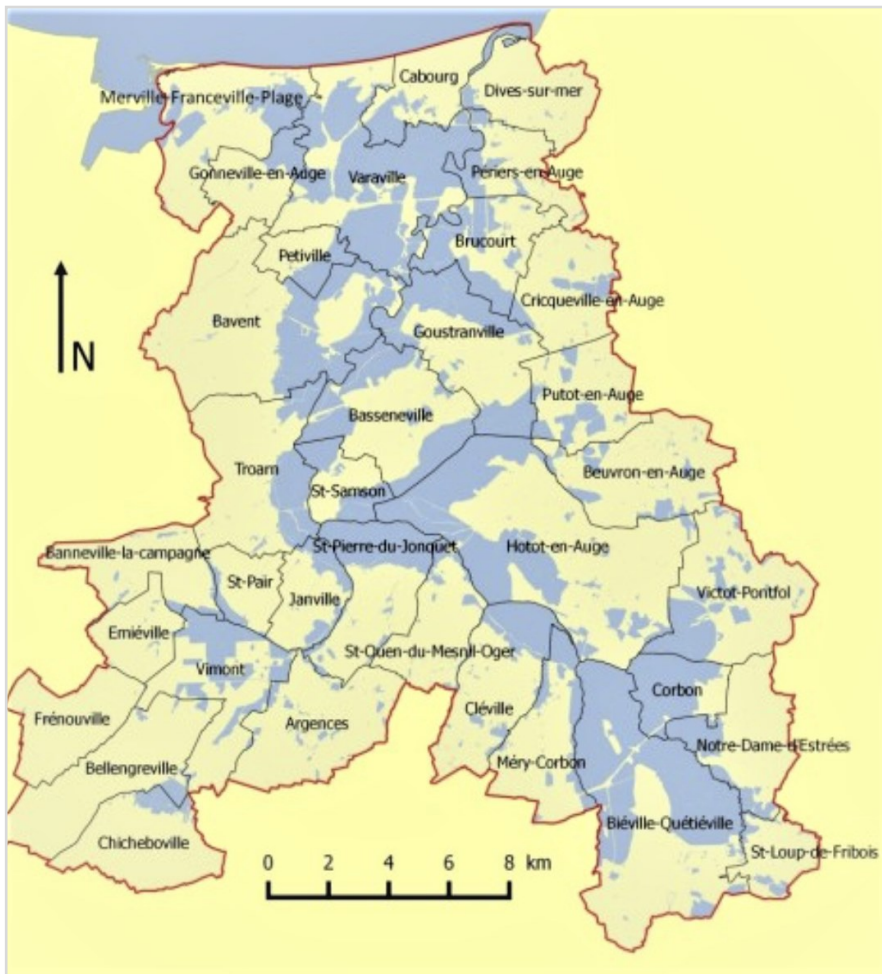 Cabourg
Dives-sur-mer
Merville-Franceville-Plage
Gonneville-en-Auge
Varaville
Périers-en-Auge
Brucourt
Petiville
Cricqueville-en-Auge
Bavent
Goustranville
N
Putot-en-Auge
Basseneville
Troarn
Beuvron-en-Auge
St-Samson
Banneville-la-campagne
St-Pierre-du-Jonquet
Hotot-en-Auge
St-Pair
Janville
Victot-Pontfol
Emiéville
St-Ouen-du-Mesnil-Oger
Vimont
Corbon
Frénouville
Argences
Cléville
Notre-Dame-d'Estrées
Bellengreville
Méry-Corbon
Biéville-Quétiéville
Chicheboville
St-Loup-de-Fribois
0 2 4 6 8 km